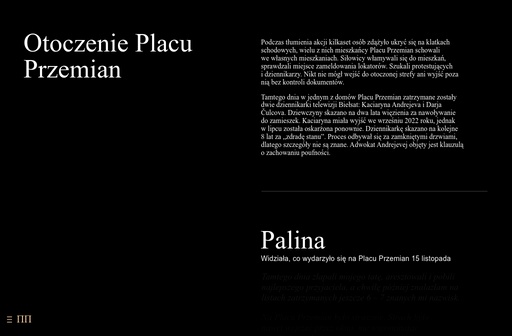 Otoczenie Placu
Przemian
Podczas tłumienia akcji kilkaset osób zdążyło ukryć się na klatkach
schodowych, wielu z nich mieszkańcy Placu Przemian schowali
we własnych mieszkaniach. Siłowicy włamywali się do mieszkań,
sprawdzali miejsce zameldowania lokatorów. Szukali protestujących
i dziennikarzy. Nikt nie mógł wejść do otoczonej strefy ani wyjść poza
nią bez kontroli dokumentów.
Tamtego dnia w jednym z domów Placu Przemian zatrzymane zostały
dwie dziennikarki telewizji Biełsat: Kaciaryna Andrejeva i Darja
Čulcova. Dziewczyny skazano na dwa lata więzienia za nawoływanie
do zamieszek. Kaciaryna miała wyjść we wrześniu 2022 roku, jednak
w lipcu została oskarżona ponownie. Dziennikarkę skazano na kolejne
8 lat za „zdradę stanu”. Proces odbywał się za zamkniętymi drzwiami,
dlatego szczegóły nie są znane. Adwokat Andrejevej objęty jest klauzulą
o zachowaniu poufności.
Palina
Widziała, co wydarzyło się na Placu Przemian 15 listopada
ПП